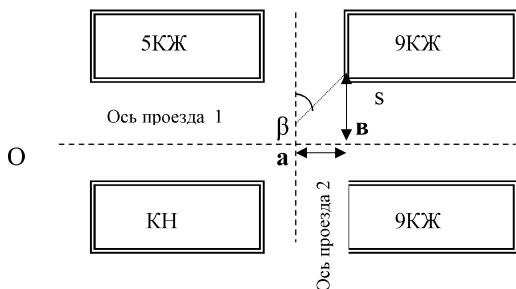 5КЖ
9КЖ
Ось проезда 1
β
s
в
О
а
КН
Ось проезда 2
9КЖ